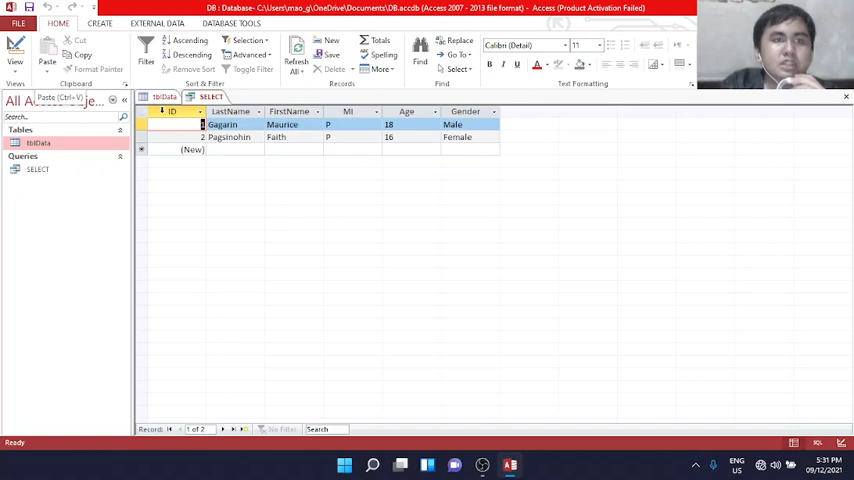 DB : Database- C:\Users\mao_g\OneDrive\Documents\DB.accdb (Access 2007 - 2013 file format) - Access (Product Activation Failed)
FILE HOME CREATE EXTERNAL DATA DATABASE TOOLS
View
Views
Paste
Cut
Copy
Format Painter
Clipboard
Filter
Ascending
Descending
Remove Sort
Selection
Advanced
Toggle Filter
Sort & Filter
Refresh
All
New
Save
Delete
Totals
Spelling
More
Records
Find
Replace
Go To
Select
Find
Calibri (Detail) 11
B I U A
Text Formatting
Paste (Ctrl+V)
All Access Obje...
Search...
Tables
tblData
Queries
SELECT
tblData SELECT
ID LastName FirstName MI Age Gender
1 Gagarin Maurice P 18 Male
2 Pagsinohin Faith P 16 Female
(New)
Record: 1 of 2 No Filter Search
Ready
SQL
ENG
US
5:31 PM
09/12/2021